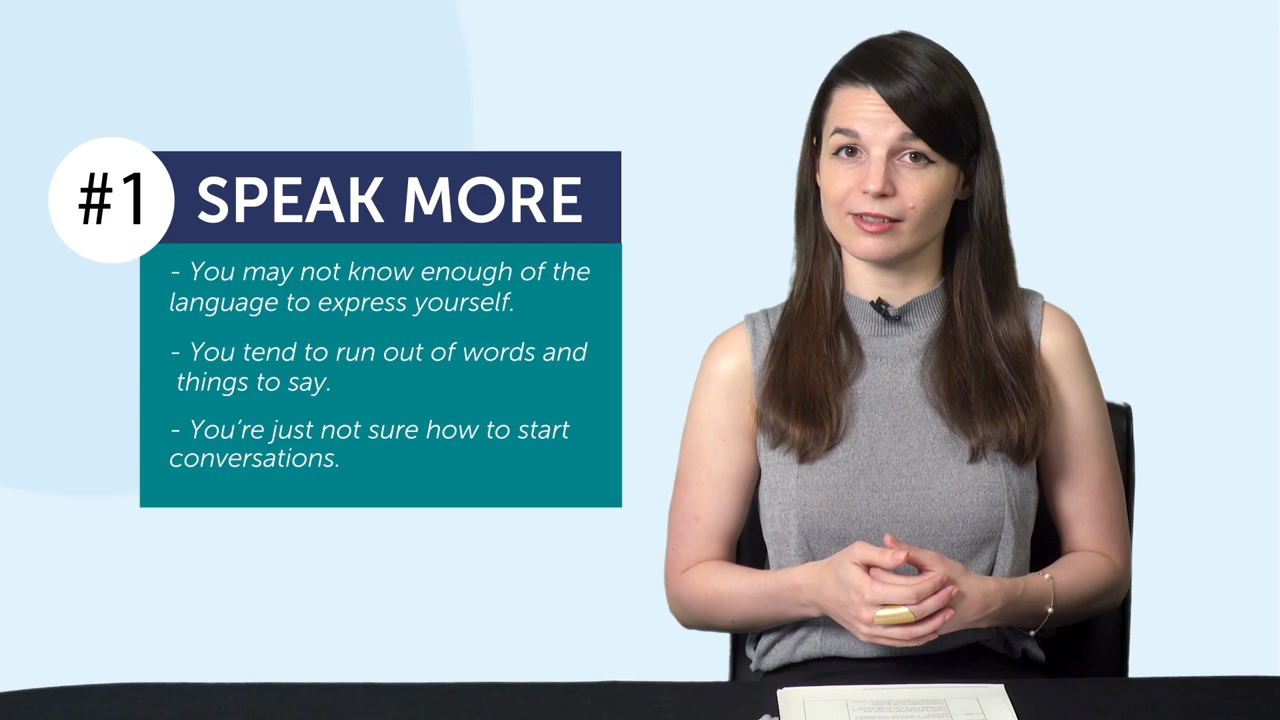 #1 SPEAK MORE
- You may not know enough of the
language to express yourself.
- You tend to run out of words and
things to say.
- You’re just not sure how to start
conversations.